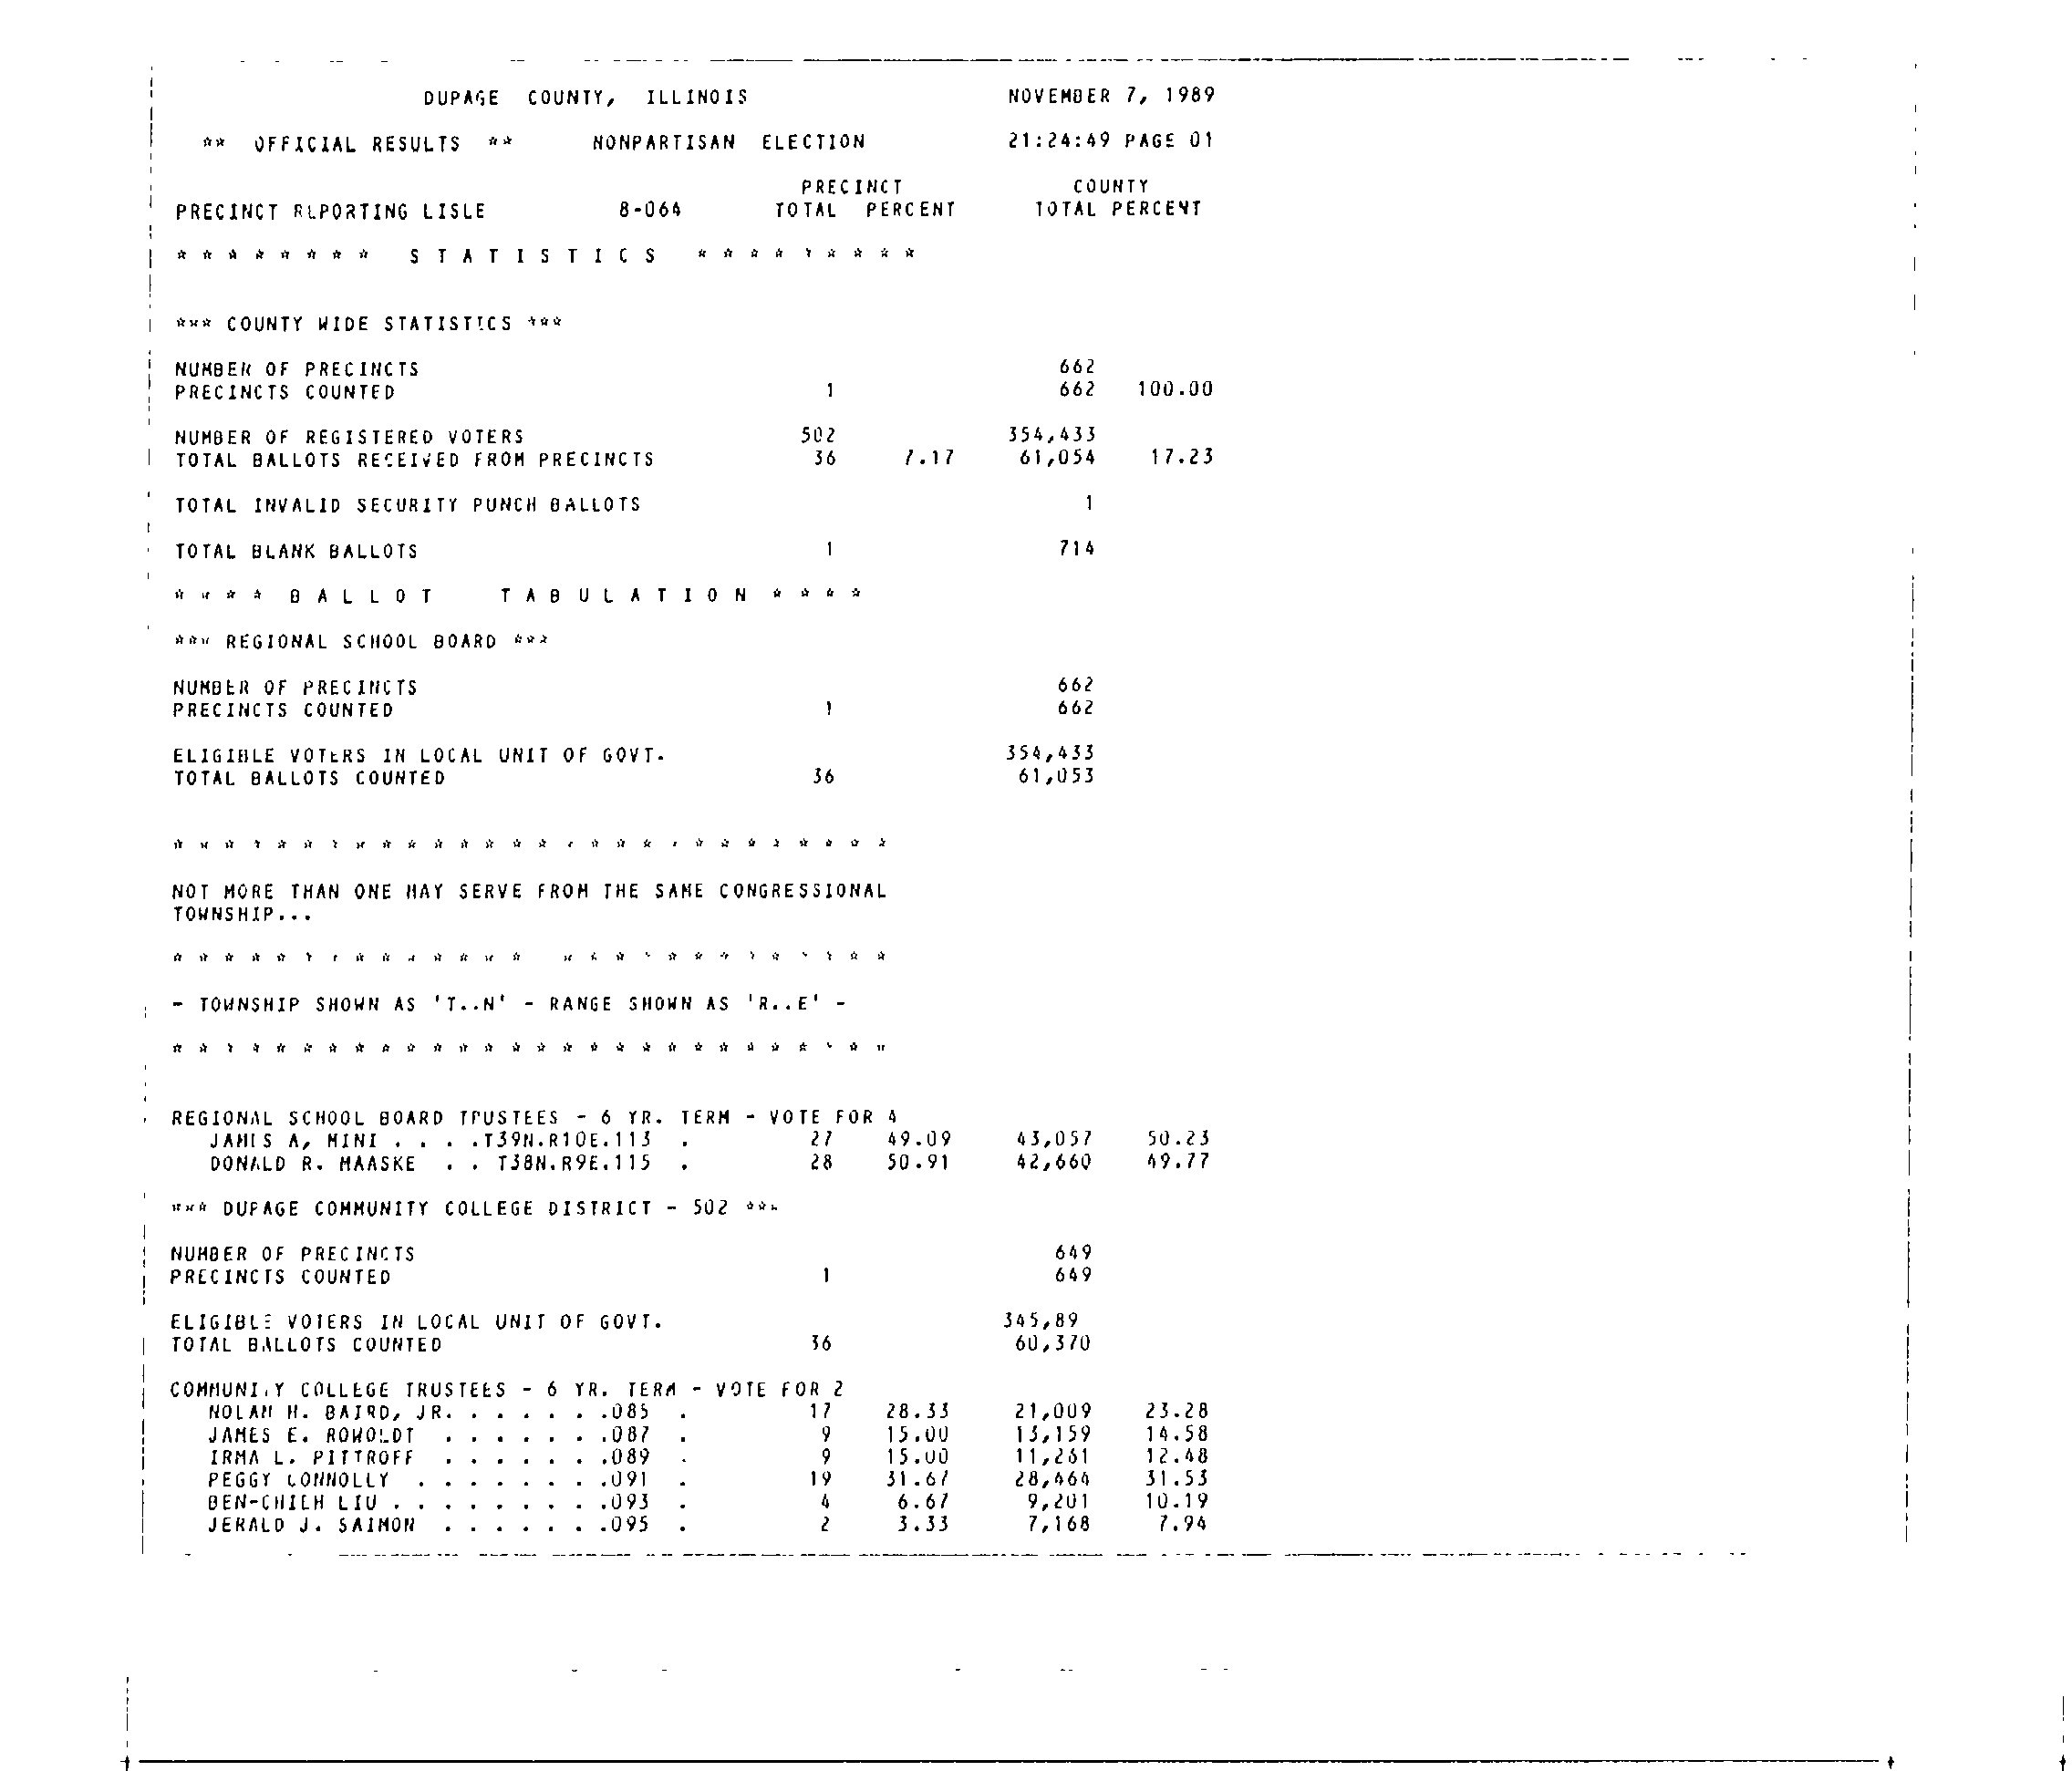 DUPAGE COUNTY, ILLINOIS NOVEMBER 7, 1989
** OFFICIAL RESULTS ** NONPARTISAN ELECTION 21:24:49 PAGE 01
PRECINCT COUNTY
PRECINCT REPORTING LISLE 8-064 TOTAL PERCENT TOTAL PERCENT
* * * * * * * * S T A T I S T I C S * * * * * * * * *
*** COUNTY WIDE STATISTICS ***
NUMBER OF PRECINCTS 662
PRECINCTS COUNTED 1 662 100.00
NUMBER OF REGISTERED VOTERS 502 354,433
TOTAL BALLOTS RECEIVED FROM PRECINCTS 36 7.17 61,054 17.23
TOTAL INVALID SECURITY PUNCH BALLOTS 1
TOTAL BLANK BALLOTS 1 714
* * * * B A L L O T T A B U L A T I O N * * * *
*** REGIONAL SCHOOL BOARD ***
NUMBER OF PRECINCTS 662
PRECINCTS COUNTED 1 662
ELIGIBLE VOTERS IN LOCAL UNIT OF GOVT. 354,433
TOTAL BALLOTS COUNTED 36 61,053
* * * * * * * * * * * * * * * * * * * * * * * * * * * *
NOT MORE THAN ONE MAY SERVE FROM THE SAME CONGRESSIONAL
TOWNSHIP...
* * * * * * * * * * * * * * * * * * * * * * * * * * *
- TOWNSHIP SHOWN AS 'T..N' - RANGE SHOWN AS 'R..E' -
* * * * * * * * * * * * * * * * * * * * * * * * * * * *
REGIONAL SCHOOL BOARD TRUSTEES - 6 YR. TERM - VOTE FOR 4
JAMES A, MINI . . . .T39N.R10E.113 . 27 49.09 43,057 50.23
DONALD R. MAASKE . . T38N.R9E.115 . 28 50.91 42,660 49.77
*** DUPAGE COMMUNITY COLLEGE DISTRICT - 502 ***
NUMBER OF PRECINCTS 649
PRECINCTS COUNTED 1 649
ELIGIBLE VOTERS IN LOCAL UNIT OF GOVT. 345,89
TOTAL BALLOTS COUNTED 36 60,370
COMMUNITY COLLEGE TRUSTEES - 6 YR. TERM - VOTE FOR 2
NOLAN H. BAIRD, JR. . . . . . .085 . 17 28.33 21,009 23.28
JAMES E. ROWOLDT . . . . . . .087 . 9 15.00 13,159 14.58
IRMA L. PITTROFF . . . . . . .089 . 9 15.00 11,261 12.48
PEGGY CONNOLLY . . . . . . . .091 . 19 31.67 28,464 31.53
BEN-CHIEH LIU . . . . . . . . .093 . 4 6.67 9,201 10.19
JERALD J. SAIMON . . . . . . .095 . 2 3.33 7,168 7.94